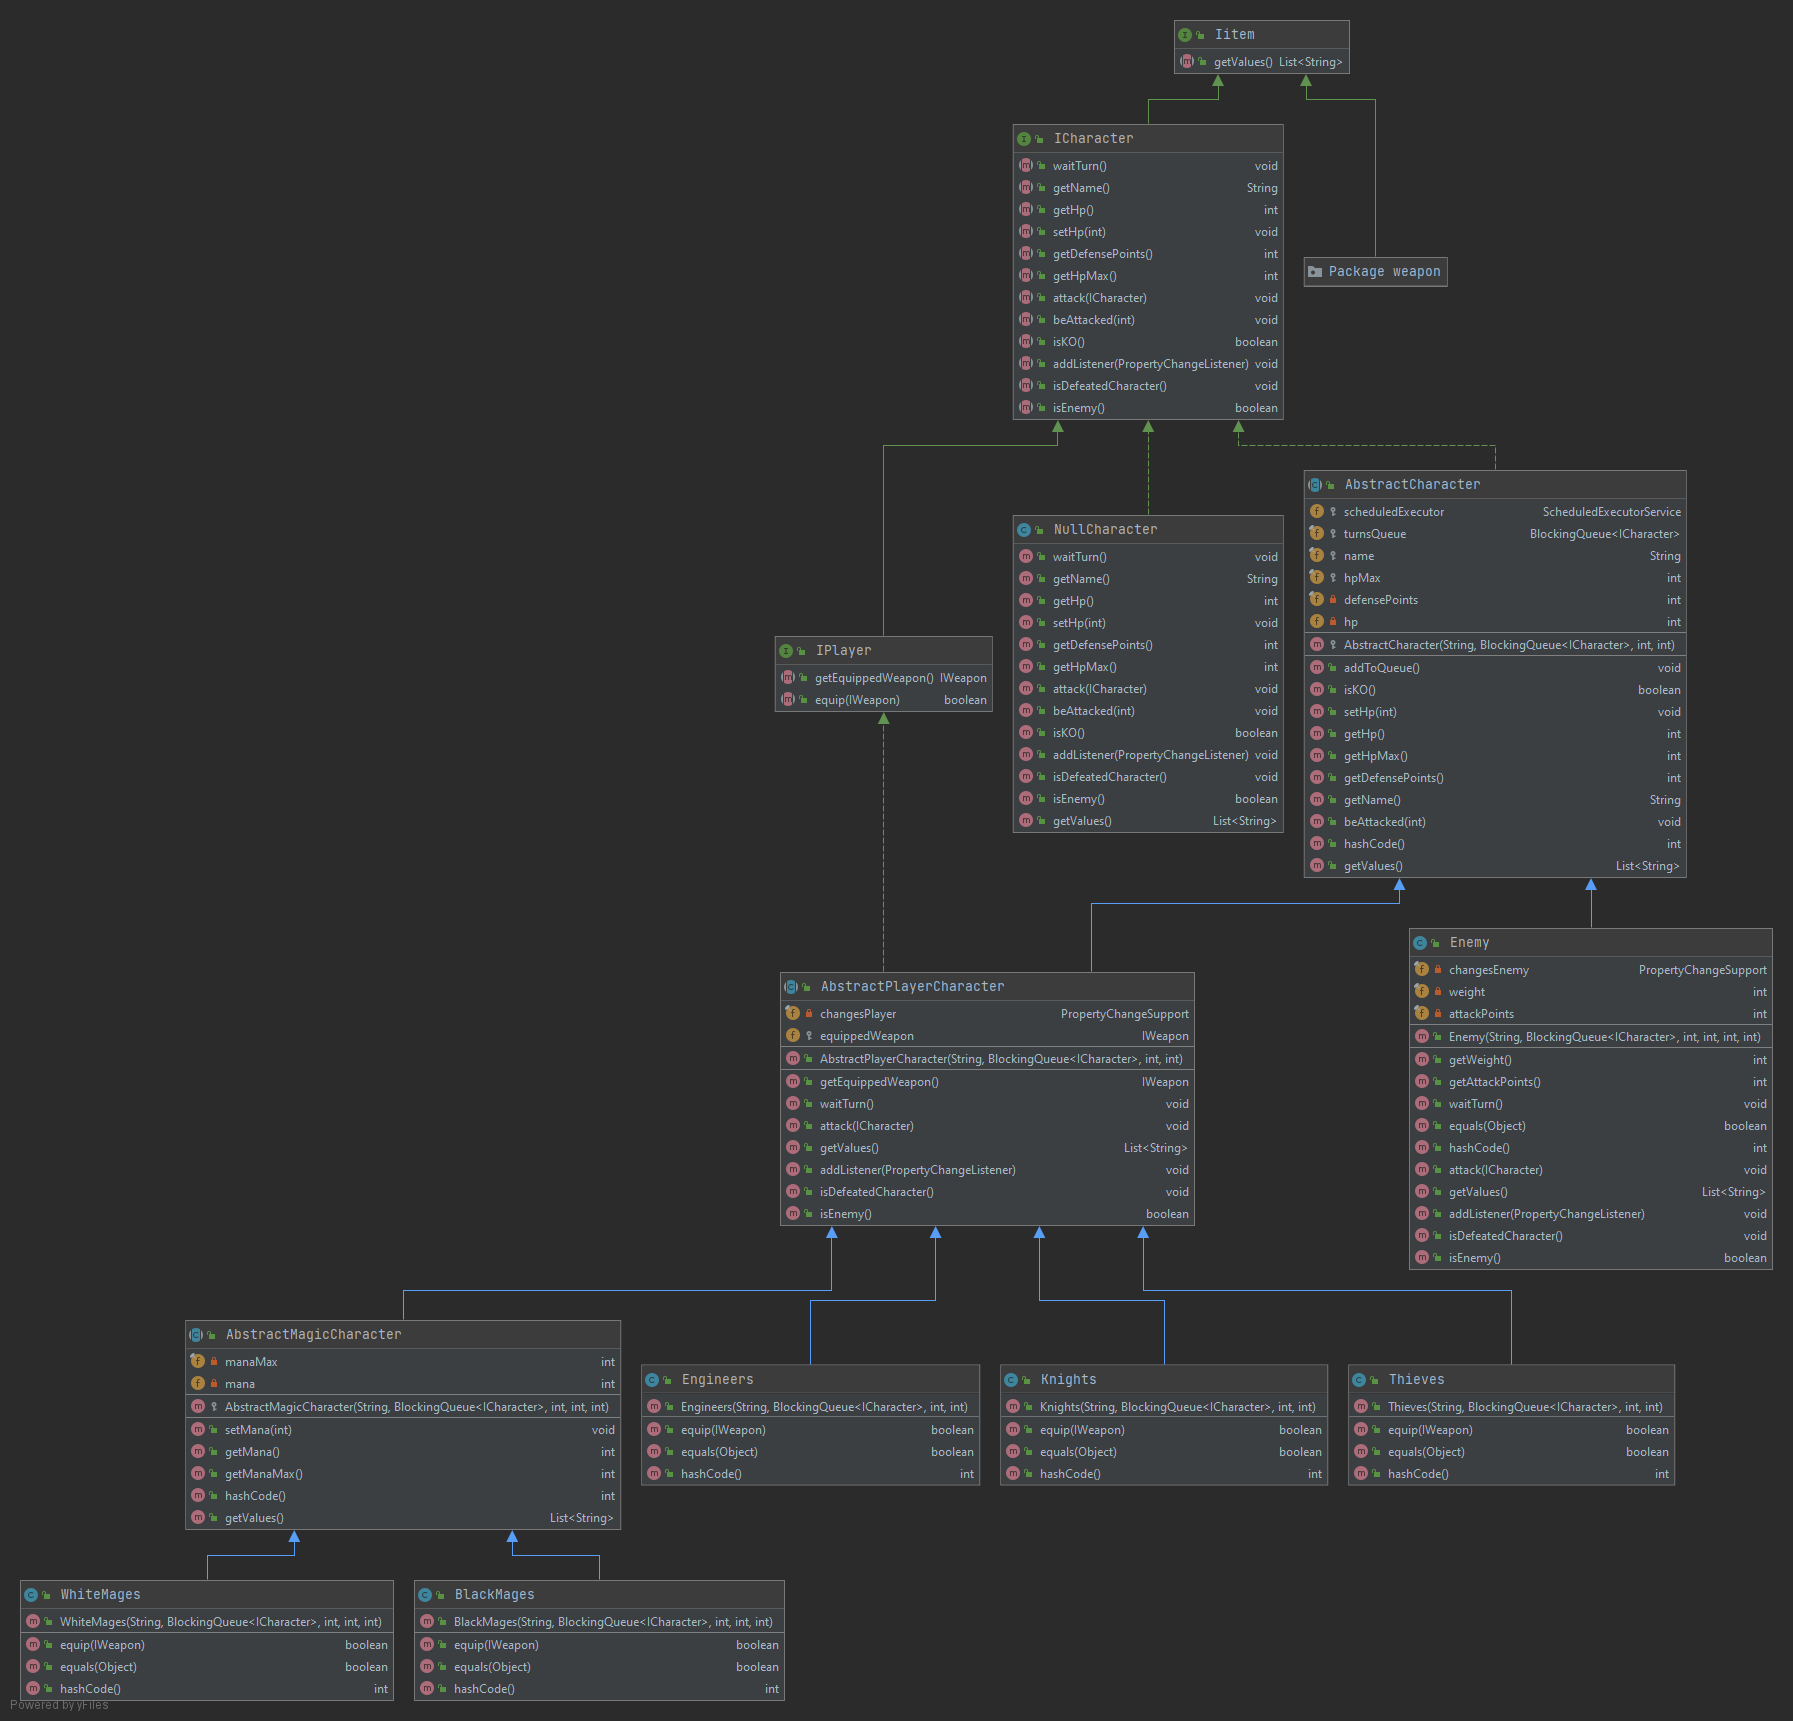 Iitem
getValues() List<String>
ICharacter
waitTurn() void
getName() String
getHp() int
setHp(int) void
getDefensePoints() int
getHpMax() int
attack(ICharacter) void
beAttacked(int) void
isKO() boolean
addListener(PropertyChangeListener) void
isDefeatedCharacter() void
isEnemy() boolean
Package weapon
AbstractCharacter
scheduledExecutor ScheduledExecutorService
turnsQueue BlockingQueue<ICharacter>
name String
hpMax int
defensePoints int
hp int
AbstractCharacter(String, BlockingQueue<ICharacter>, int, int)
addToQueue() void
isKO() boolean
setHp(int) void
getHp() int
getHpMax() int
getDefensePoints() int
getName() String
beAttacked(int) void
hashCode() int
getValues() List<String>
NullCharacter
waitTurn() void
getName() String
getHp() int
setHp(int) void
getDefensePoints() int
getHpMax() int
attack(ICharacter) void
beAttacked(int) void
isKO() boolean
addListener(PropertyChangeListener) void
isDefeatedCharacter() void
isEnemy() boolean
getValues() List<String>
IPlayer
getEquippedWeapon() IWeapon
equip(IWeapon) boolean
Enemy
changesEnemy PropertyChangeSupport
weight int
attackPoints int
Enemy(String, BlockingQueue<ICharacter>, int, int, int, int)
getWeight() int
getAttackPoints() int
waitTurn() void
equals(Object) boolean
hashCode() int
attack(ICharacter) void
getValues() List<String>
addListener(PropertyChangeListener) void
isDefeatedCharacter() void
isEnemy() boolean
AbstractPlayerCharacter
changesPlayer PropertyChangeSupport
equippedWeapon IWeapon
AbstractPlayerCharacter(String, BlockingQueue<ICharacter>, int, int)
getEquippedWeapon() IWeapon
waitTurn() void
attack(ICharacter) void
getValues() List<String>
addListener(PropertyChangeListener) void
isDefeatedCharacter() void
isEnemy() boolean
AbstractMagicCharacter
manaMax int
mana int
AbstractMagicCharacter(String, BlockingQueue<ICharacter>, int, int, int)
setMana(int) void
getMana() int
getManaMax() int
hashCode() int
getValues() List<String>
Engineers
Engineers(String, BlockingQueue<ICharacter>, int, int)
equip(IWeapon) boolean
equals(Object) boolean
hashCode() int
Knights
Knights(String, BlockingQueue<ICharacter>, int, int)
equip(IWeapon) boolean
equals(Object) boolean
hashCode() int
Thieves
Thieves(String, BlockingQueue<ICharacter>, int, int)
equip(IWeapon) boolean
equals(Object) boolean
hashCode() int
WhiteMages
WhiteMages(String, BlockingQueue<ICharacter>, int, int, int)
equip(IWeapon) boolean
equals(Object) boolean
hashCode() int
BlackMages
BlackMages(String, BlockingQueue<ICharacter>, int, int, int)
equip(IWeapon) boolean
equals(Object) boolean
hashCode() int
Powered by yFiles